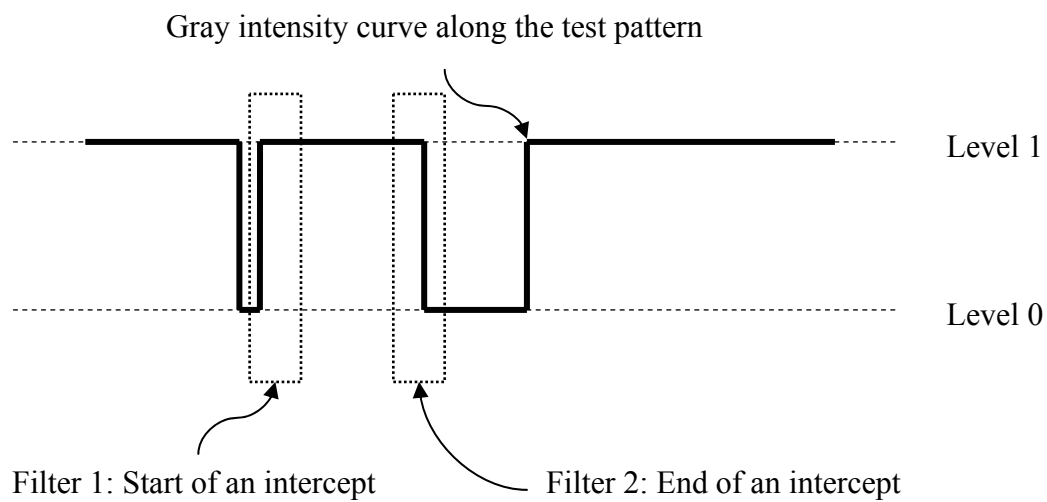 Gray intensity curve along the test pattern
Level 1
Level 0
Filter 1: Start of an intercept
Filter 2: End of an intercept